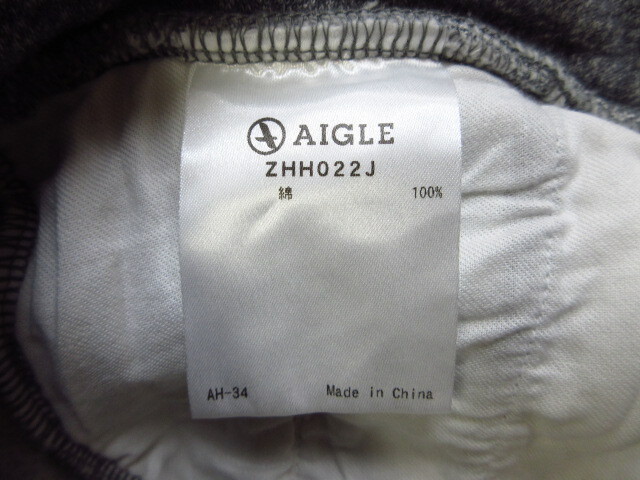 AIGLE
ZHH022J
綿 100%
AH-34 Made in China